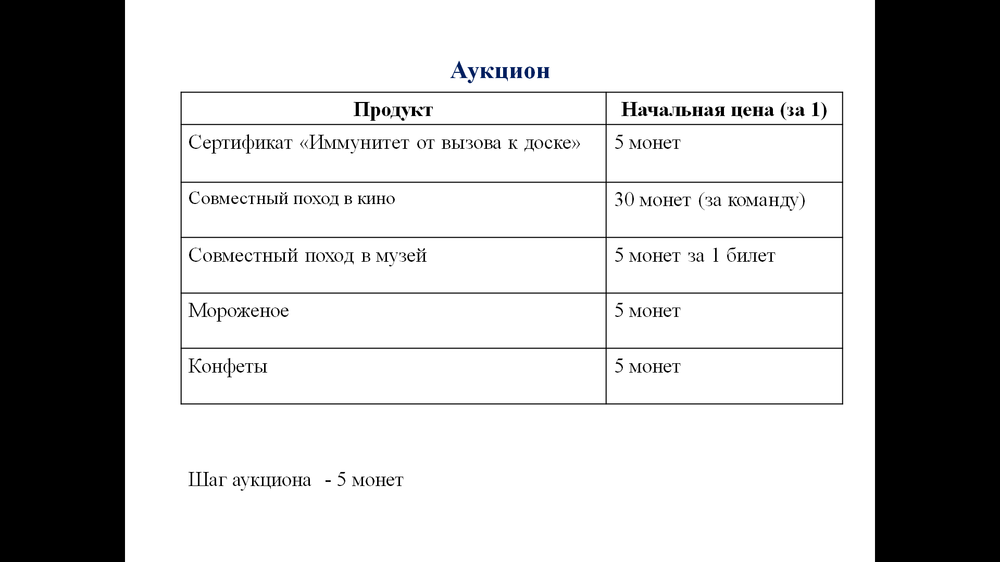 Аукцион
Продукт
Начальная цена (за 1)
Сертификат «Иммунитет от вызова к доске»
5 монет
Совместный поход в кино
30 монет (за команду)
Совместный поход в музей
5 монет за 1 билет
Мороженое
5 монет
Конфеты
5 монет
Шаг аукциона - 5 монет